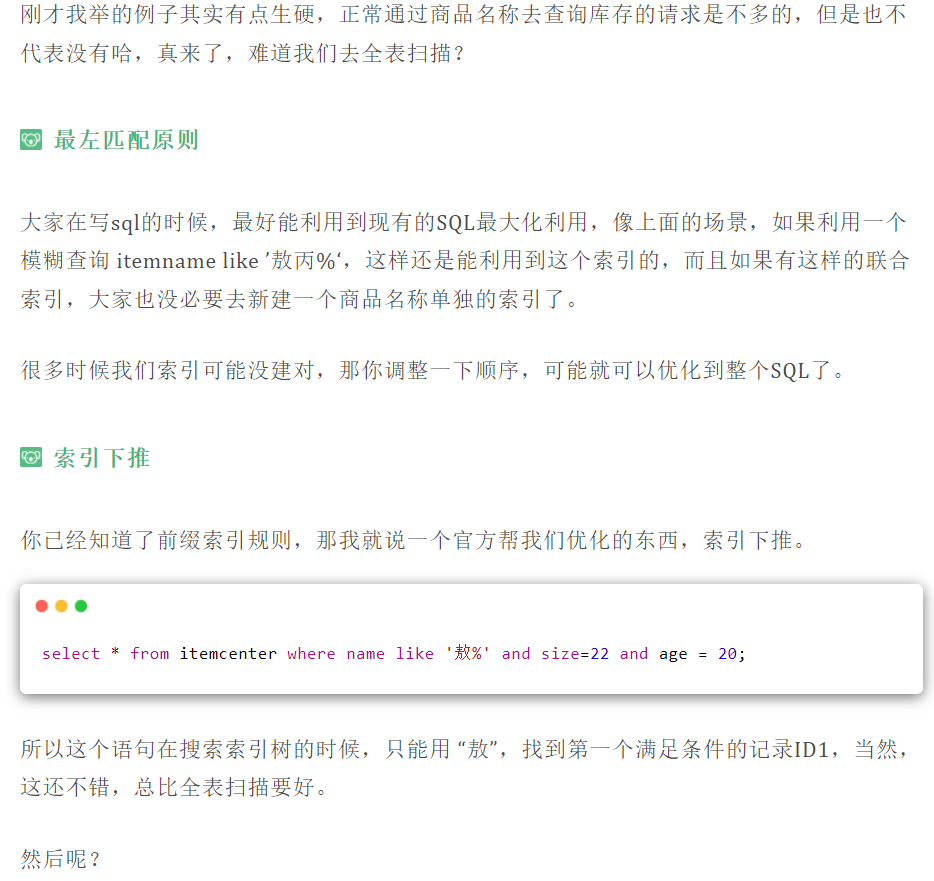 刚才我举的例子其实有点生硬，正常通过商品名称去查询库存的请求是不多的，但是也不
代表没有哈，真来了，难道我们去全表扫描？
最左匹配原则
大家在写sql的时候，最好能利用到现有的SQL最大化利用，像上面的场景，如果利用一个
模糊查询 itemname like ’敖丙%‘，这样还是能利用到这个索引的，而且如果有这样的联合
索引，大家也没必要去新建一个商品名称单独的索引了。
很多时候我们索引可能没建对，那你调整一下顺序，可能就可以优化到整个SQL了。
索引下推
你已经知道了前缀索引规则，那我就说一个官方帮我们优化的东西，索引下推。
select * from itemcenter where name like '敖%' and size=22 and age = 20;
所以这个语句在搜索索引树的时候，只能用 “敖”，找到第一个满足条件的记录ID1，当然，
这还不错，总比全表扫描要好。
然后呢？